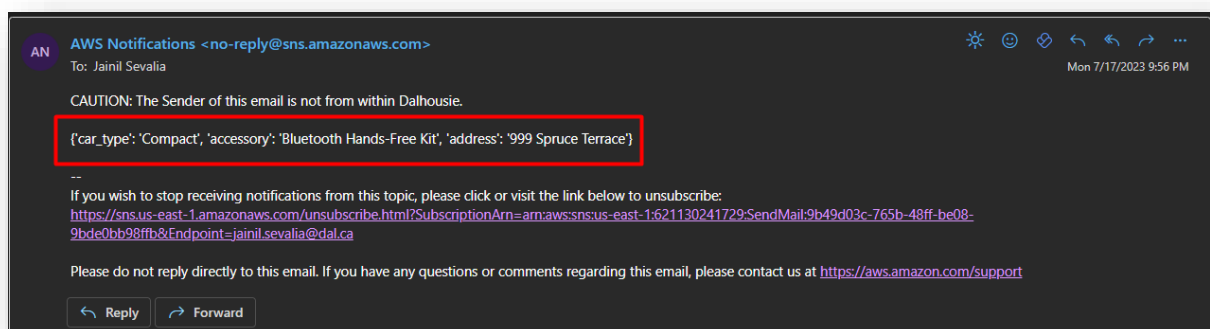 AN
AWS Notifications <no-reply@sns.amazonaws.com>
To: Jainil Sevalia
Mon 7/17/2023 9:56 PM
CAUTION: The Sender of this email is not from within Dalhousie.
{'car_type': 'Compact', 'accessory': 'Bluetooth Hands-Free Kit', 'address': '999 Spruce Terrace'}
--
If you wish to stop receiving notifications from this topic, please click or visit the link below to unsubscribe:
https://sns.us-east-1.amazonaws.com/unsubscribe.html?SubscriptionArn=arn:aws:sns:us-east-1:621130241729:SendMail:9b49d03c-765b-48ff-be08-
9bde0bb98ffb&Endpoint=jainil.sevalia@dal.ca
Please do not reply directly to this email. If you have any questions or comments regarding this email, please contact us at https://aws.amazon.com/support
Reply
Forward